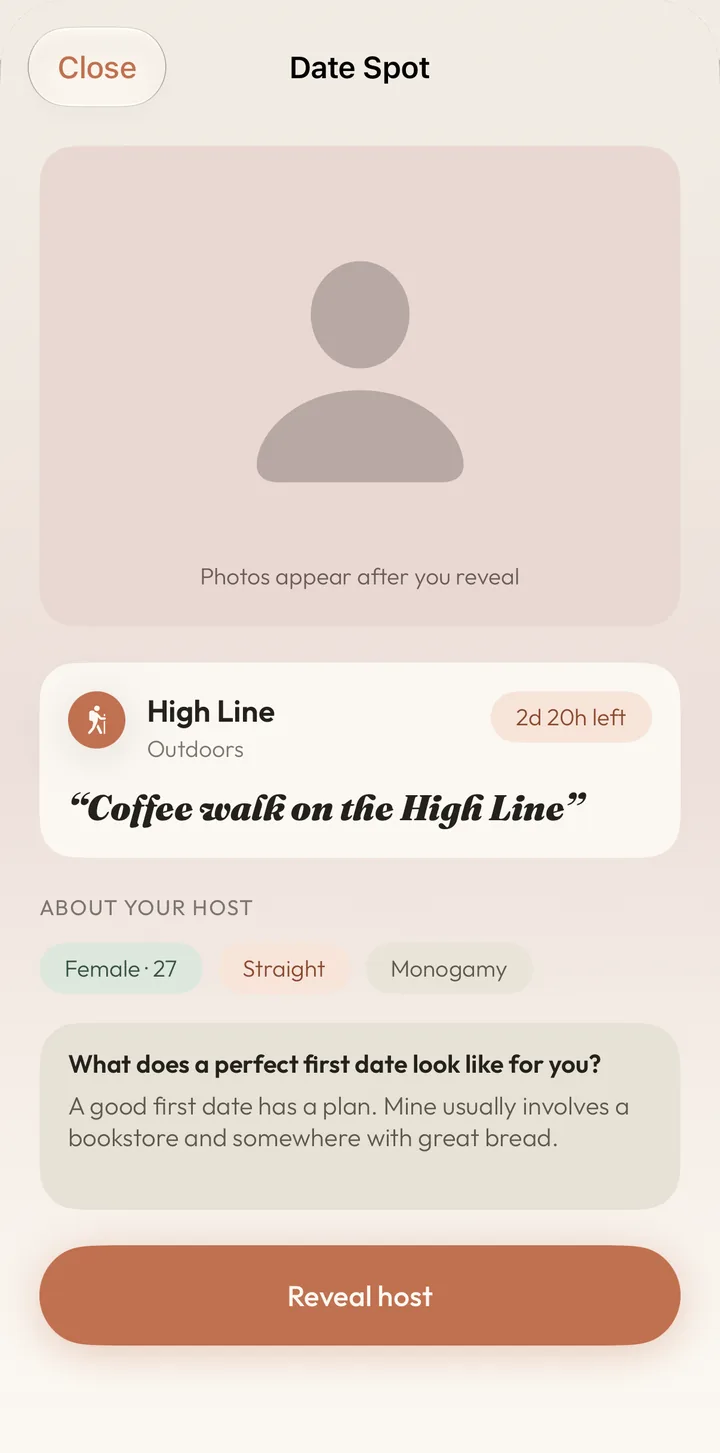 Close
Date Spot
Photos appear after you reveal
High Line
2d 20h left
Outdoors
“Coffee walk on the High Line”
ABOUT YOUR HOST
Female · 27
Straight
Monogamy
What does a perfect first date look like for you?
A good first date has a plan. Mine usually involves a
bookstore and somewhere with great bread.
Reveal host